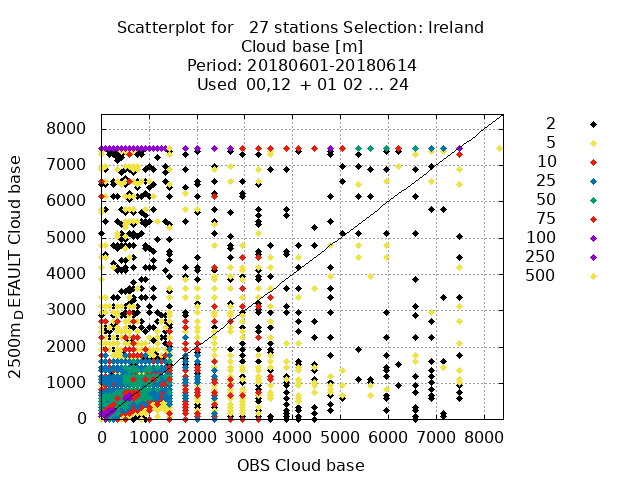 Scatterplot for 27 stations Selection: Ireland
Cloud base [m]
Period: 20180601-20180614
Used 00,12 + 01 02 ... 24
8000
7000
6000
5000
4000
3000
2000
1000
0
0 1000 2000 3000 4000 5000 6000 7000 8000
2500m_DEFAULT Cloud base
OBS Cloud base
2
5
10
25
50
75
100
250
500